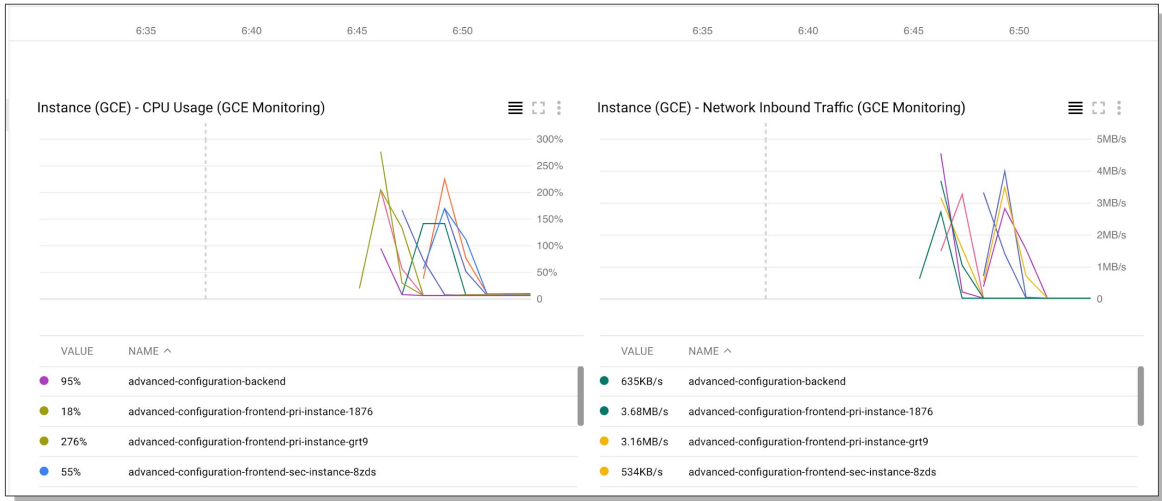 6:35 6:40 6:45 6:50 6:35 6:40 6:45 6:50
Instance (GCE) - CPU Usage (GCE Monitoring)
300%
250%
200%
150%
100%
50%
0
VALUE NAME
95% advanced-configuration-backend
18% advanced-configuration-frontend-pri-instance-1876
276% advanced-configuration-frontend-pri-instance-grt9
55% advanced-configuration-frontend-sec-instance-8zds
Instance (GCE) - Network Inbound Traffic (GCE Monitoring)
5MB/s
4MB/s
3MB/s
2MB/s
1MB/s
0
VALUE NAME
635KB/s advanced-configuration-backend
3.68MB/s advanced-configuration-frontend-pri-instance-1876
3.16MB/s advanced-configuration-frontend-pri-instance-grt9
534KB/s advanced-configuration-frontend-sec-instance-8zds